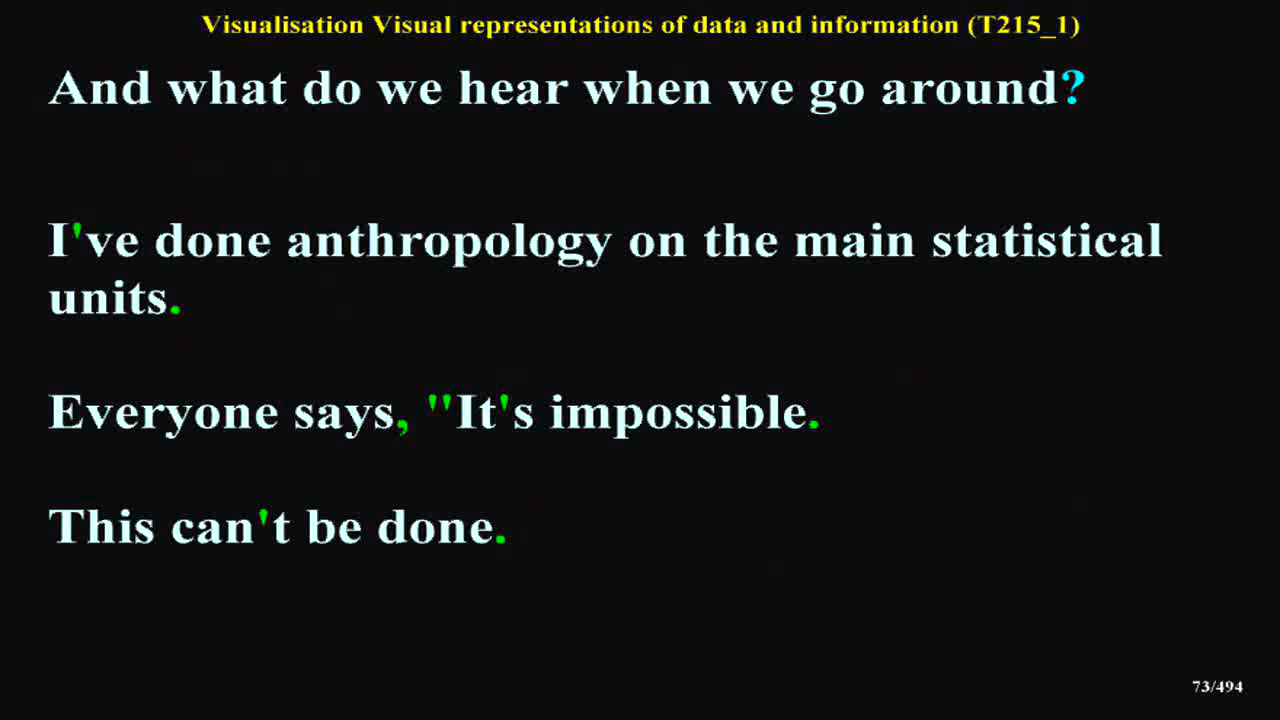 Visualisation Visual representations of data and information (T215_1)
And what do we hear when we go around?
I've done anthropology on the main statistical
units.
Everyone says, "It's impossible.
This can't be done.
73/494